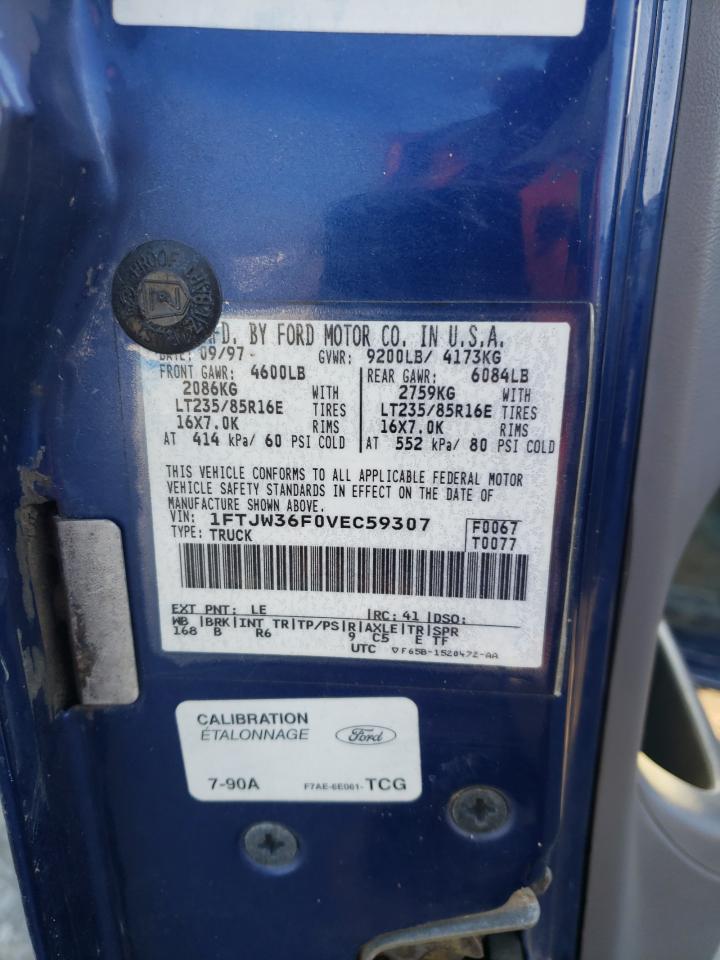 MFD. BY FORD MOTOR CO. IN U.S.A.
DATE: 09/97 GVWR: 9200LB/ 4173KG
FRONT GAWR: 4600LB REAR GAWR: 6084LB
2086KG WITH 2759KG WITH
LT235/85R16E TIRES LT235/85R16E TIRES
16X7.0K RIMS 16X7.0K RIMS
AT 414 kPa/ 60 PSI COLD AT 552 kPa/ 80 PSI COLD
THIS VEHICLE CONFORMS TO ALL APPLICABLE FEDERAL MOTOR
VEHICLE SAFETY STANDARDS IN EFFECT ON THE DATE OF
MANUFACTURE SHOWN ABOVE.
VIN: 1FTJW36F0VEC59307 F0067
TYPE: TRUCK T0077
EXT PNT: LE RC: 41 DSO:
WB BRK INT TR TP/PS R AXLE TR SPR
168 B R6 9 C5 E TF
UTC F65B-1520472-AA
CALIBRATION
ÉTALONNAGE Ford
7-90A F7AE-6E061-TCG